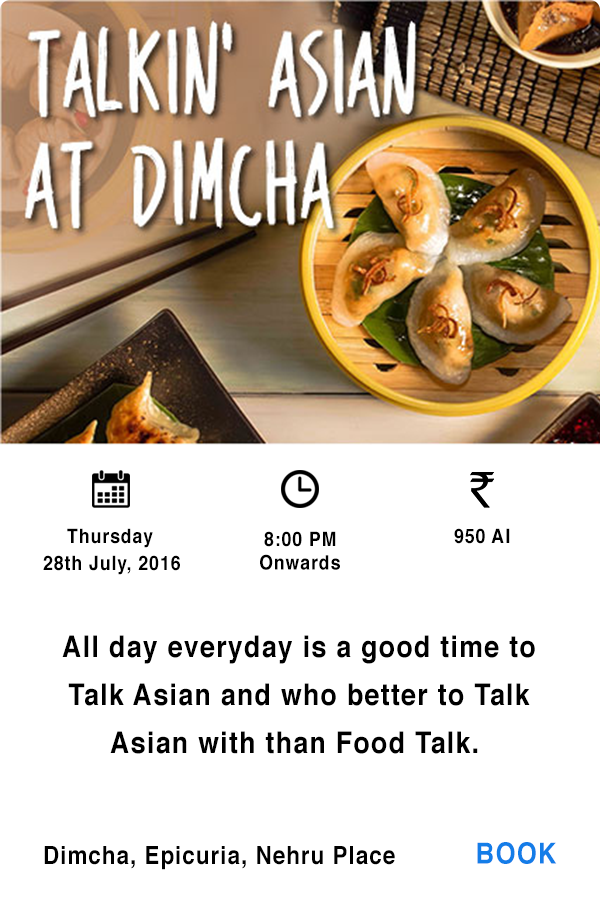 TALKIN' ASIAN
AT DIMCHA
Thursday
28th July, 2016
8:00 PM
Onwards
₹
950 AI
All day everyday is a good time to
Talk Asian and who better to Talk
Asian with than Food Talk.
Dimcha, Epicuria, Nehru Place
BOOK